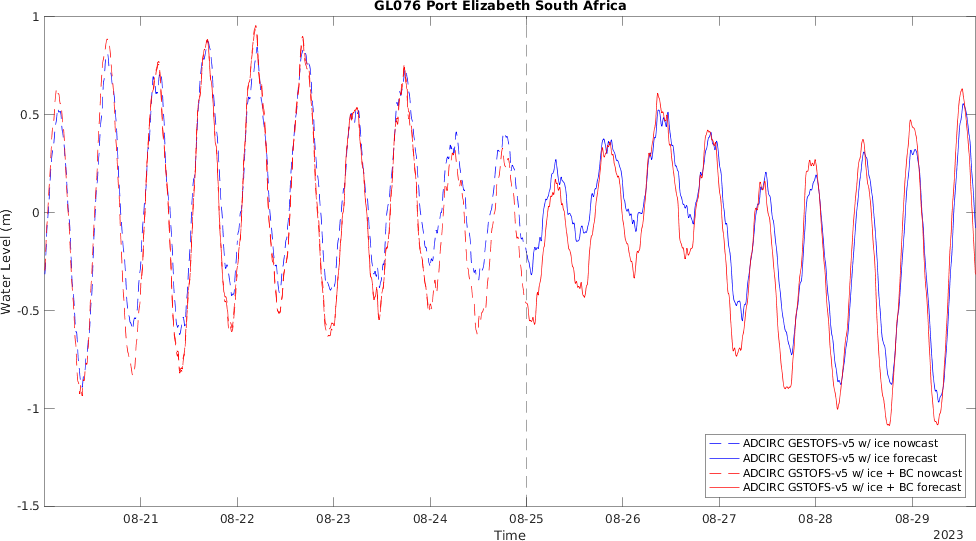 GL076 Port Elizabeth South Africa
1
0.5
0
-0.5
-1
-1.5
Water Level (m)
08-21 08-22 08-23 08-24 08-25 08-26 08-27 08-28 08-29
Time
2023
ADCIRC GESTOFS-v5 w/ ice nowcast
ADCIRC GESTOFS-v5 w/ ice forecast
ADCIRC GSTOFS-v5 w/ ice + BC nowcast
ADCIRC GSTOFS-v5 w/ ice + BC forecast